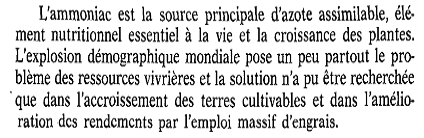 L'ammoniac est la source principale d'azote assimilable, élé-
ment nutritionnel essentiel à la vie et la croissance des plantes.
L'explosion démographique mondiale pose un peu partout le pro-
blème des ressources vivrières et la solution n'a pu être recherchée
que dans l'accroissement des terres cultivables et dans l'amélio-
ration des rendements par l'emploi massif d'engrais.